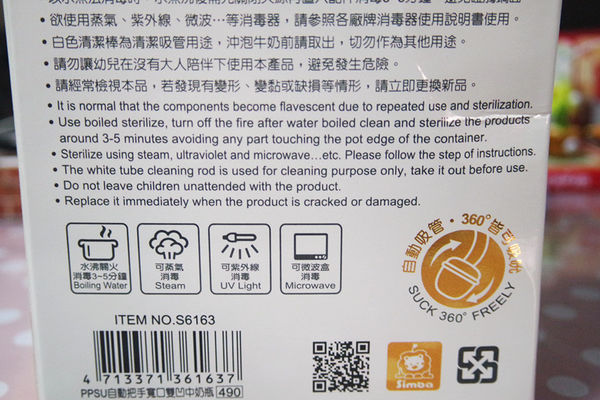 •欲使用蒸氣、紫外線、微波...等消毒器，請參照各廠牌消毒器使用說明書使用。
•白色清潔棒為清潔吸管用途，沖泡牛奶前請取出，切勿作為其他用途。
•請勿讓幼兒在沒有大人陪伴下使用本產品，避免發生危險。
•請經常檢視本品，若發現有變形、變黏或缺損等情形，請立即更換新品。
• It is normal that the components become flavescent due to repeated use and sterilization.
• Use boiled sterilize, turn off the fire after water boiled clean and sterilize the products
around 3-5 minutes avoiding any part touching the pot edge of the container.
• Sterilize using steam, ultraviolet and microwave…etc. Please follow the step of instructions.
• The white tube cleaning rod is used for cleaning purpose only, take it out before use.
• Do not leave children unattended with the product.
• Replace it immediately when the product is cracked or damaged.
水沸關火
消毒3~5分鐘
Boiling Water
可蒸氣
消毒
Steam
可紫外線
消毒
UV Light
可微波盒
消毒
Microwave
自動吸管・360°皆可吸
SUCK 360° FREELY
ITEM NO.S6163
4 713371 361637
PPSU自動把手寬口雙凹中奶瓶 490
Simba